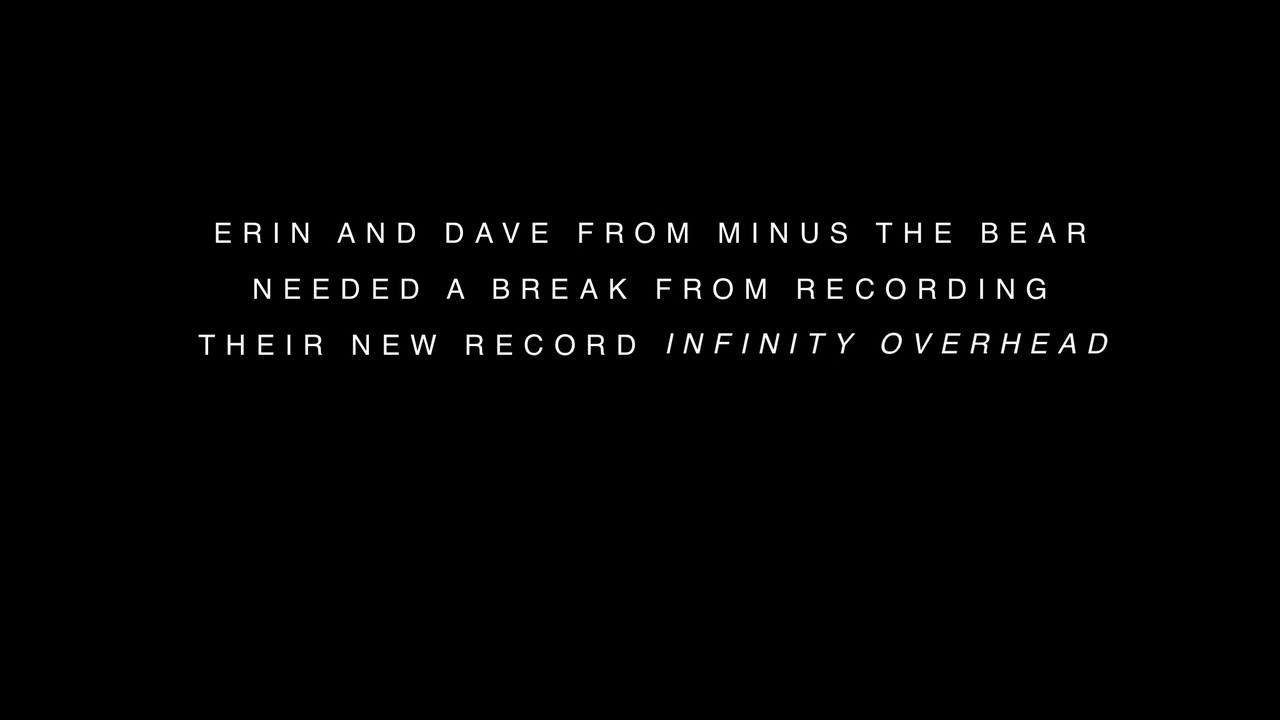 ERIN AND DAVE FROM MINUS THE BEAR
NEEDED A BREAK FROM RECORDING
THEIR NEW RECORD INFINITY OVERHEAD